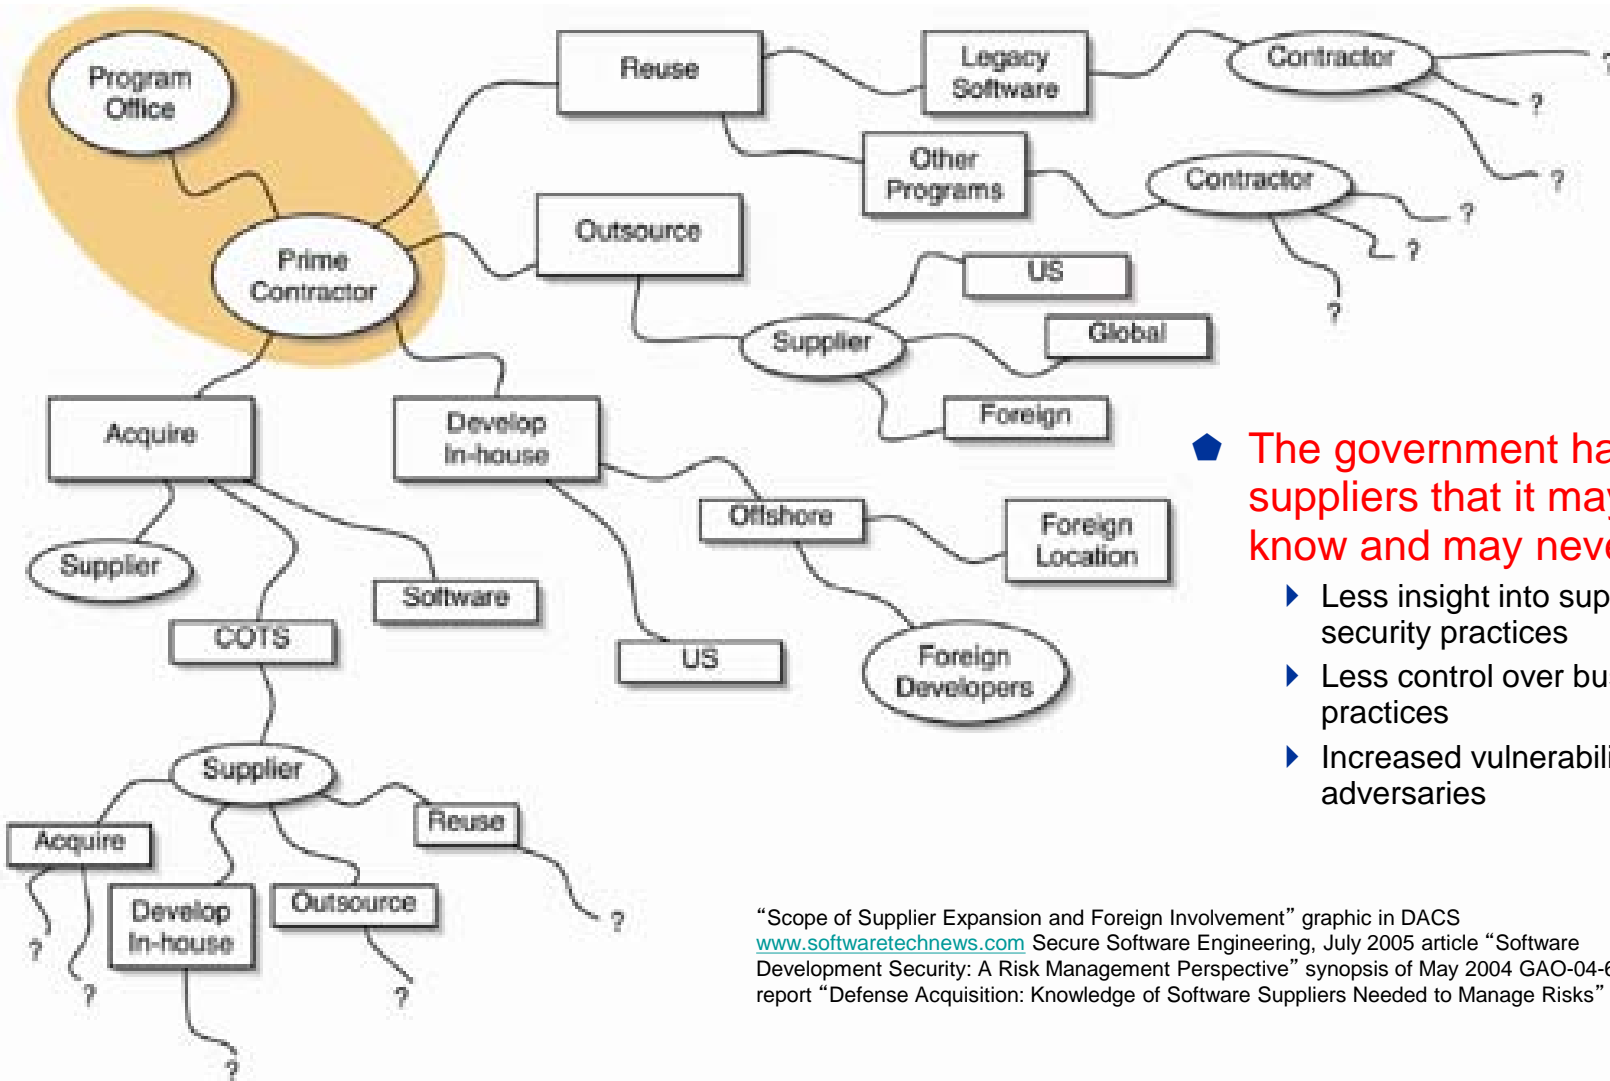 Program
Office
Prime
Contractor
Reuse
Legacy
Software
Contractor
?
?
?
?
Other
Programs
Contractor
?
?
?
Outsource
Supplier
US
Global
Foreign
Acquire
Supplier
COTS
Software
Develop
In-house
Offshore
Foreign
Location
US
Foreign
Developers
Supplier
Acquire
?
?
Develop
In-house
?
Outsource
?
Reuse
?
The government ha
suppliers that it may
know and may neve
Less insight into sup
security practices
Less control over bus
practices
Increased vulnerabili
adversaries
“Scope of Supplier Expansion and Foreign Involvement” graphic in DACS
www.softwaretechnews.com Secure Software Engineering, July 2005 article “Software
Development Security: A Risk Management Perspective” synopsis of May 2004 GAO-04-6
report “Defense Acquisition: Knowledge of Software Suppliers Needed to Manage Risks”